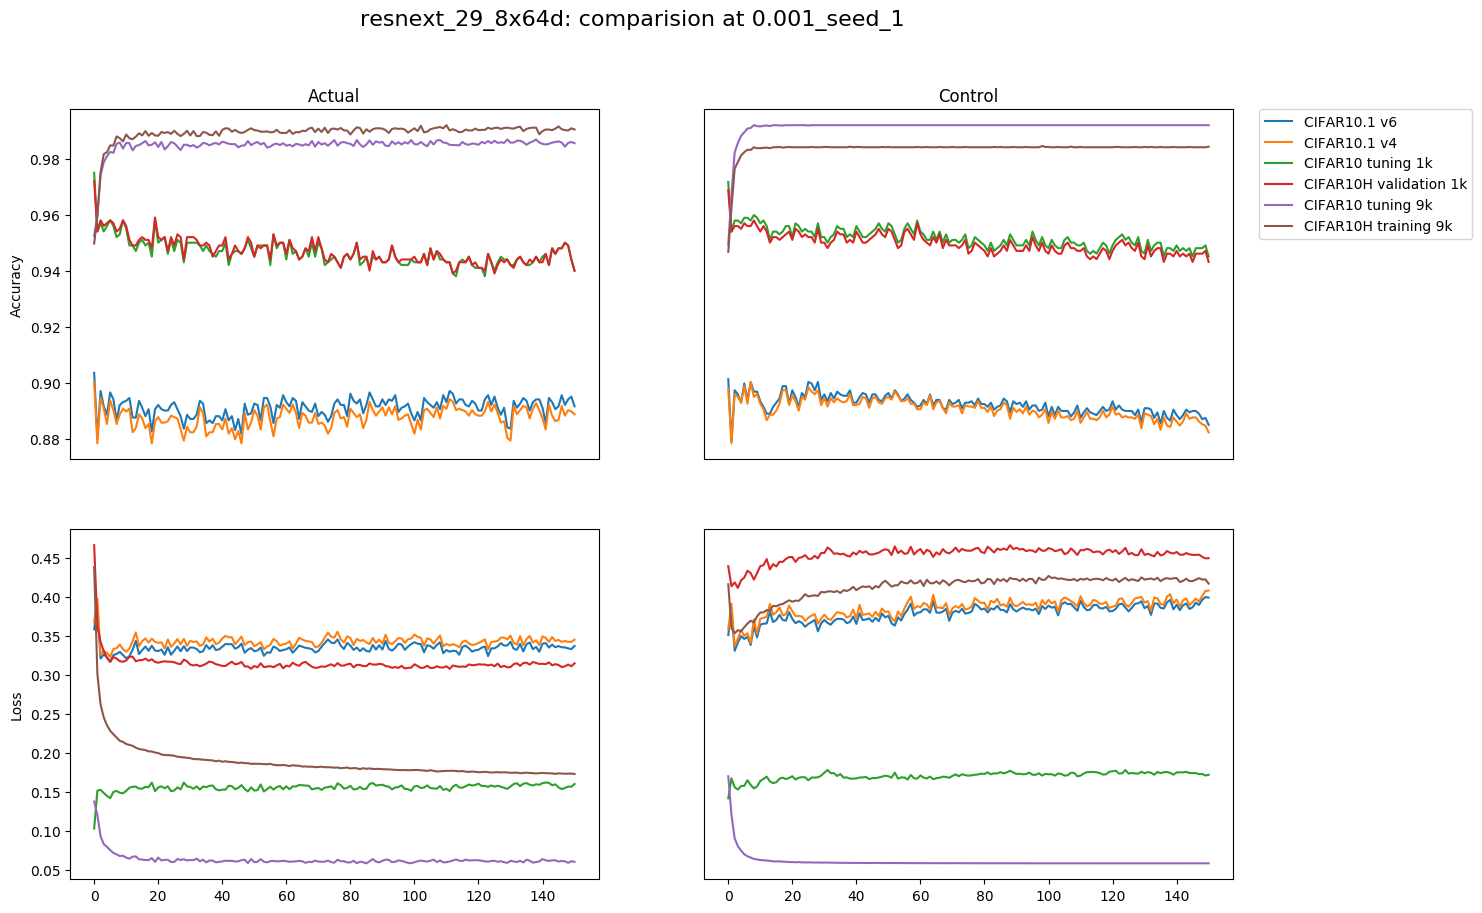 resnext_29_8x64d: comparision at 0.001_seed_1
Actual
Control
Accuracy
0.98
0.96
0.94
0.92
0.90
0.88
CIFAR10.1 v6
CIFAR10.1 v4
CIFAR10 tuning 1k
CIFAR10H validation 1k
CIFAR10 tuning 9k
CIFAR10H training 9k
Loss
0.45
0.40
0.35
0.30
0.25
0.20
0.15
0.10
0.05
0 20 40 60 80 100 120 140
0 20 40 60 80 100 120 140